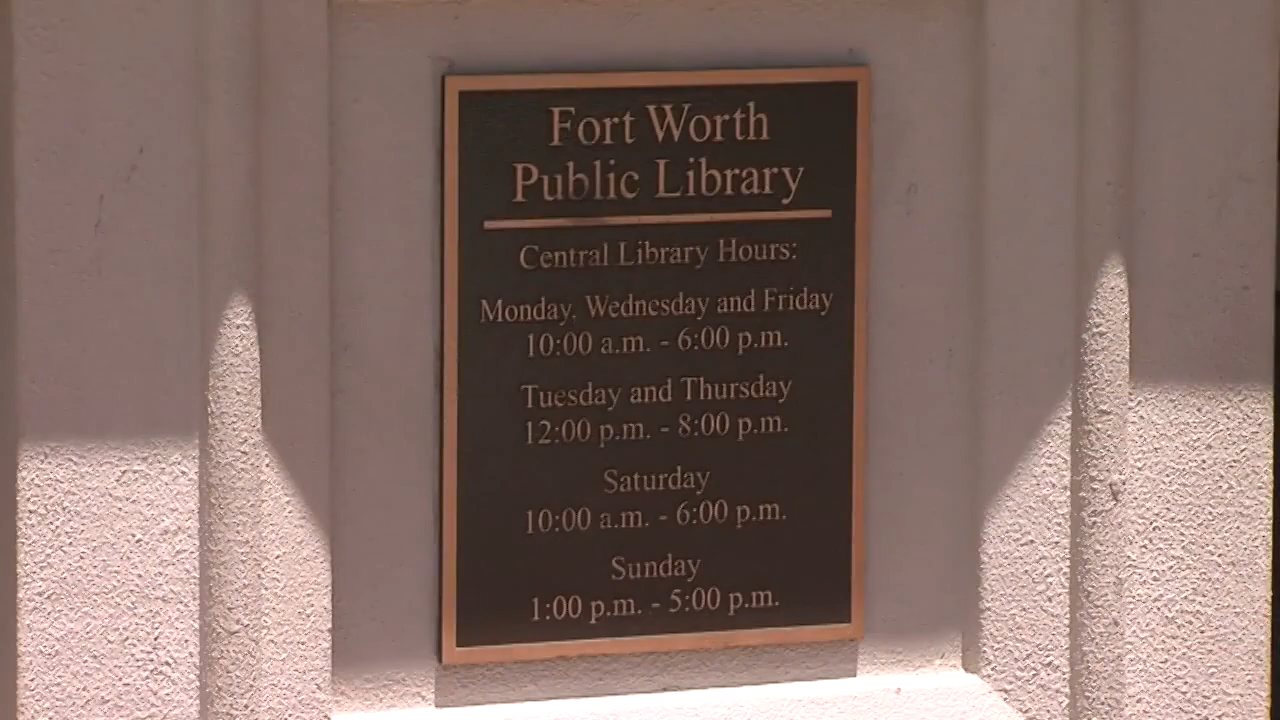 Fort Worth
Public Library
Central Library Hours:
Monday, Wednesday and Friday
10:00 a.m. - 6:00 p.m.
Tuesday and Thursday
12:00 p.m. - 8:00 p.m.
Saturday
10:00 a.m. - 6:00 p.m.
Sunday
1:00 p.m. - 5:00 p.m.